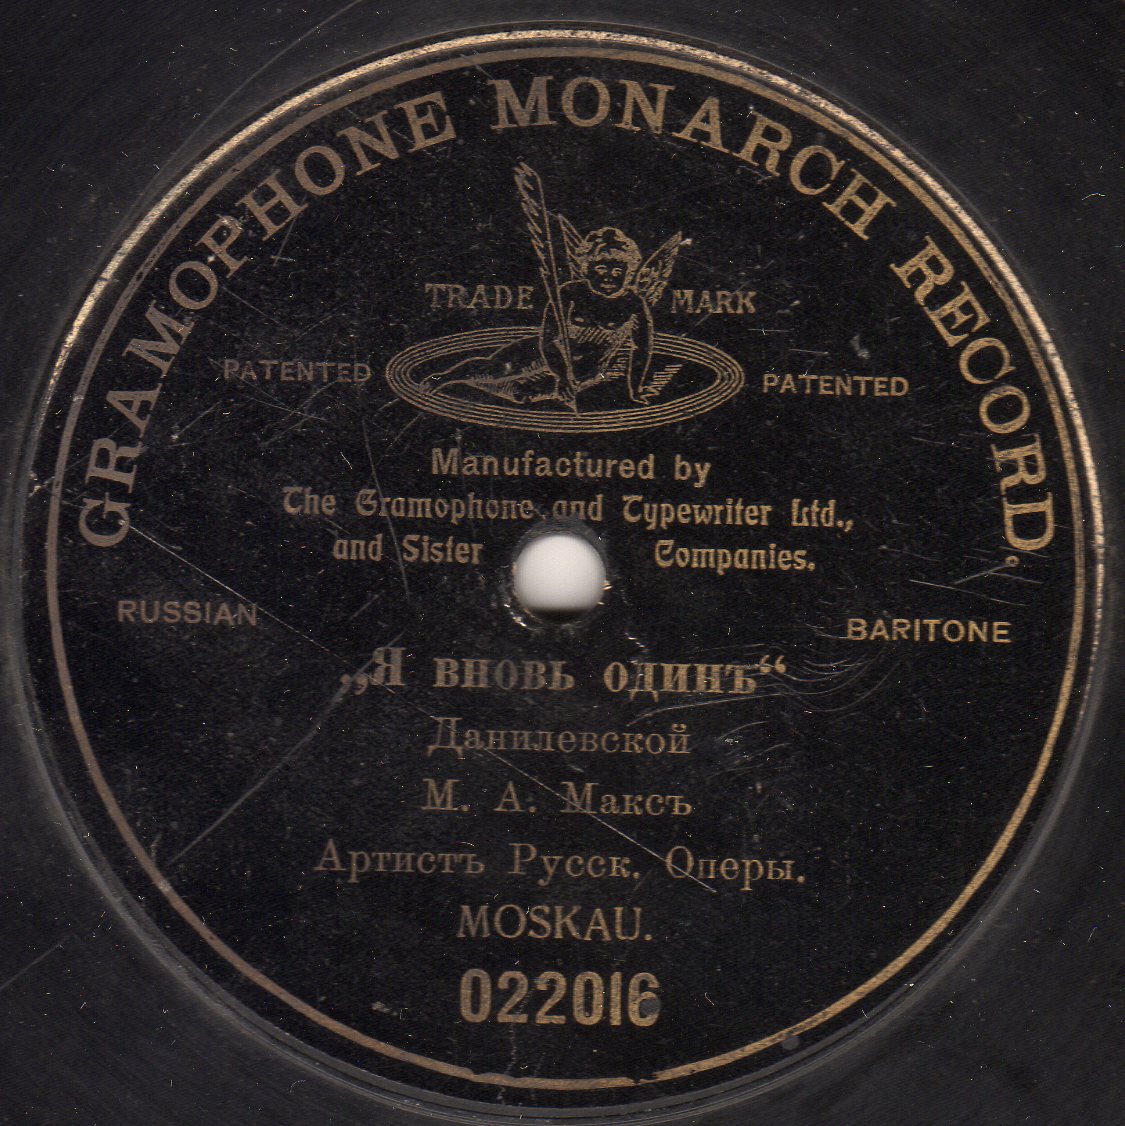 GRAMOPHONE MONARCH RECORD.
TRADE MARK
PATENTED PATENTED
Manufactured by
The Gramophone and Typewriter Ltd.,
and Sister Companies.
RUSSIAN BARITONE
„Я вновь одинъ“
Данилевской
М. А. Максъ
Артистъ Русск. Оперы.
MOSKAU.
022016